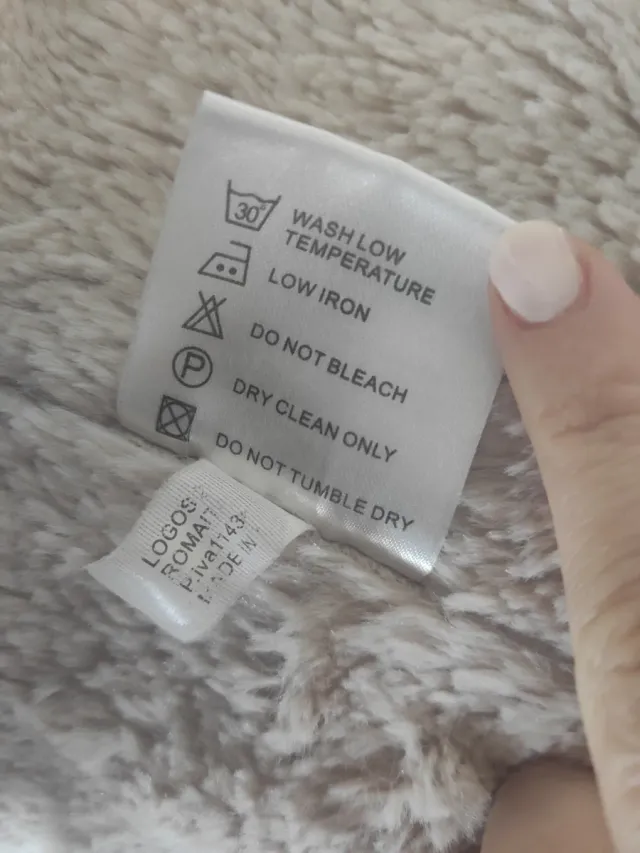 30°
WASH LOW
TEMPERATURE
LOW IRON
DO NOT BLEACH
P
DRY CLEAN ONLY
DO NOT TUMBLE DRY
LOGOS
MADE IN